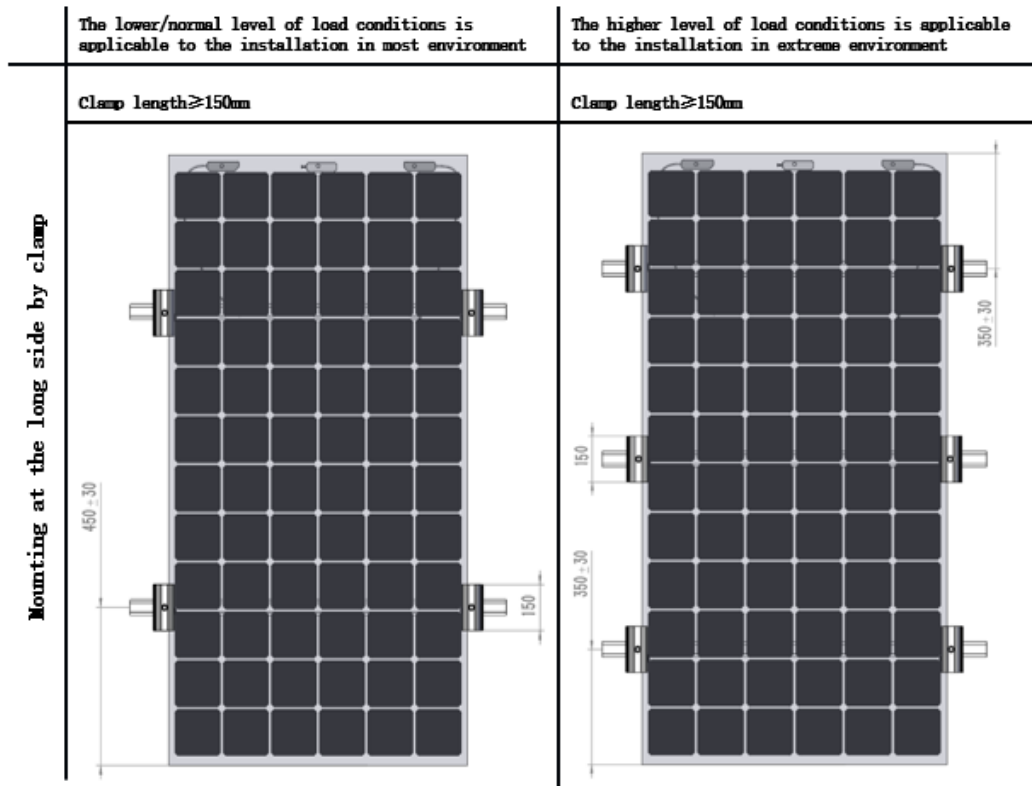 The lower/normal level of load conditions is
applicable to the installation in most environment
The higher level of load conditions is applicable
to the installation in extreme environment
Clamp length≥150mm
Clamp length≥150mm
Mounting at the long side by clamp
450±30
150
350±30
150
350±30